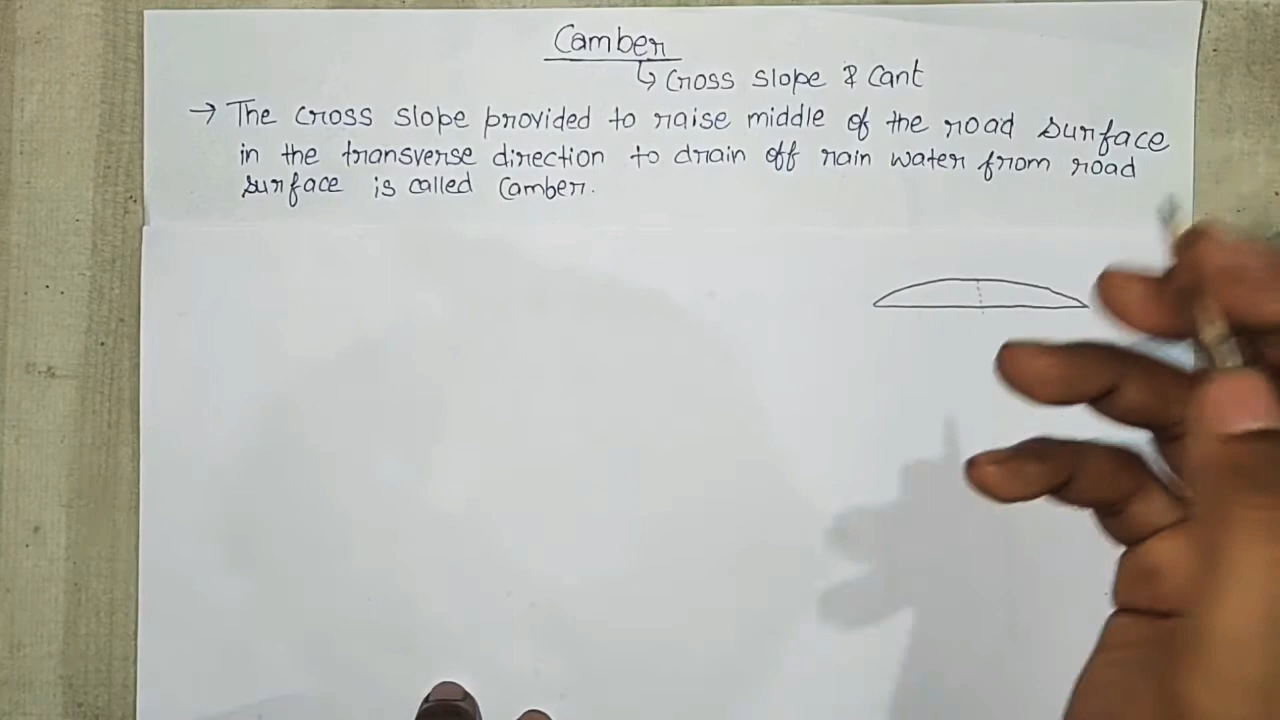 Camber
↳ Cross slope & Cant
→ The cross slope provided to raise middle of the road surface
in the transverse direction to drain off rain water from road
surface is called Camber.